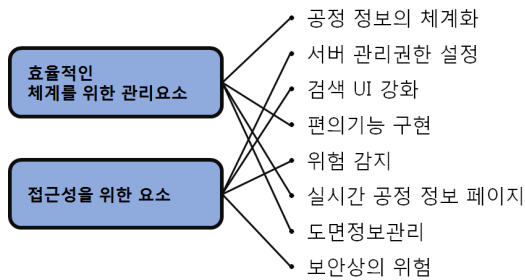 효율적인
체계를 위한 관리요소
접근성을 위한 요소
공정 정보의 체계화
서버 관리권한 설정
검색 UI 강화
편의기능 구현
위험 감지
실시간 공정 정보 페이지
도면정보관리
보안상의 위험